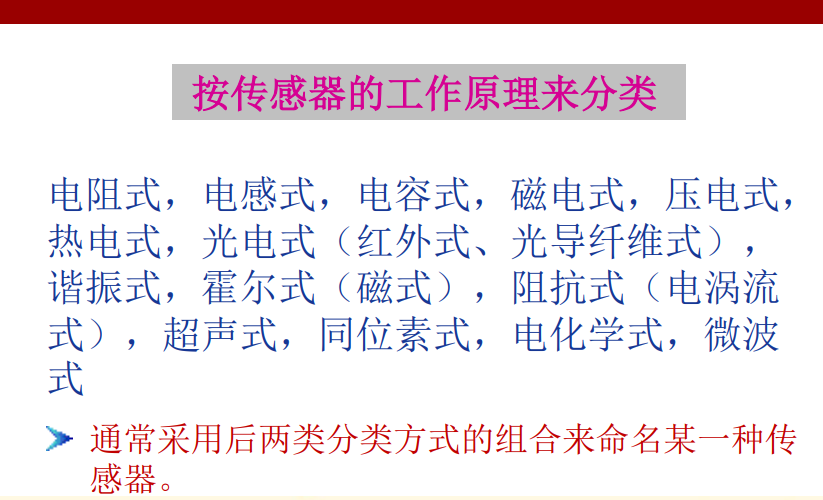 按传感器的工作原理来分类
电阻式，电感式，电容式，磁电式，压电式，
热电式，光电式（红外式、光导纤维式），
谐振式，霍尔式（磁式），阻抗式（电涡流
式），超声式，同位素式，电化学式，微波
式
通常采用后两类分类方式的组合来命名某一种传
感器。